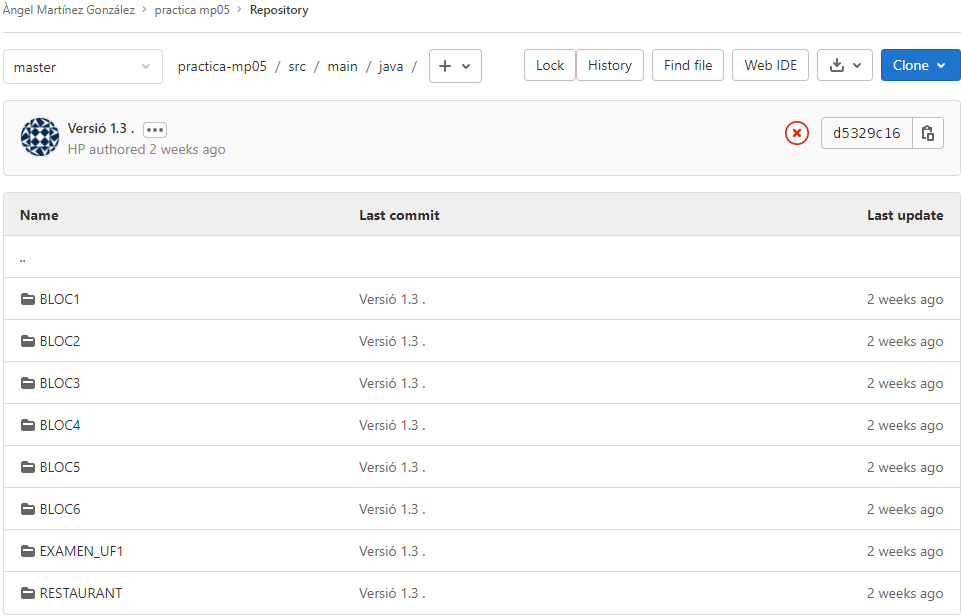 Àngel Martínez González > practica mp05 > Repository
master practica-mp05 / src / main / java / + Lock History Find file Web IDE Clone
Versió 1.3 . •••
HP authored 2 weeks ago
d5329c16
Name Last commit Last update
..
BLOC1 Versió 1.3 . 2 weeks ago
BLOC2 Versió 1.3 . 2 weeks ago
BLOC3 Versió 1.3 . 2 weeks ago
BLOC4 Versió 1.3 . 2 weeks ago
BLOC5 Versió 1.3 . 2 weeks ago
BLOC6 Versió 1.3 . 2 weeks ago
EXAMEN_UF1 Versió 1.3 . 2 weeks ago
RESTAURANT Versió 1.3 . 2 weeks ago